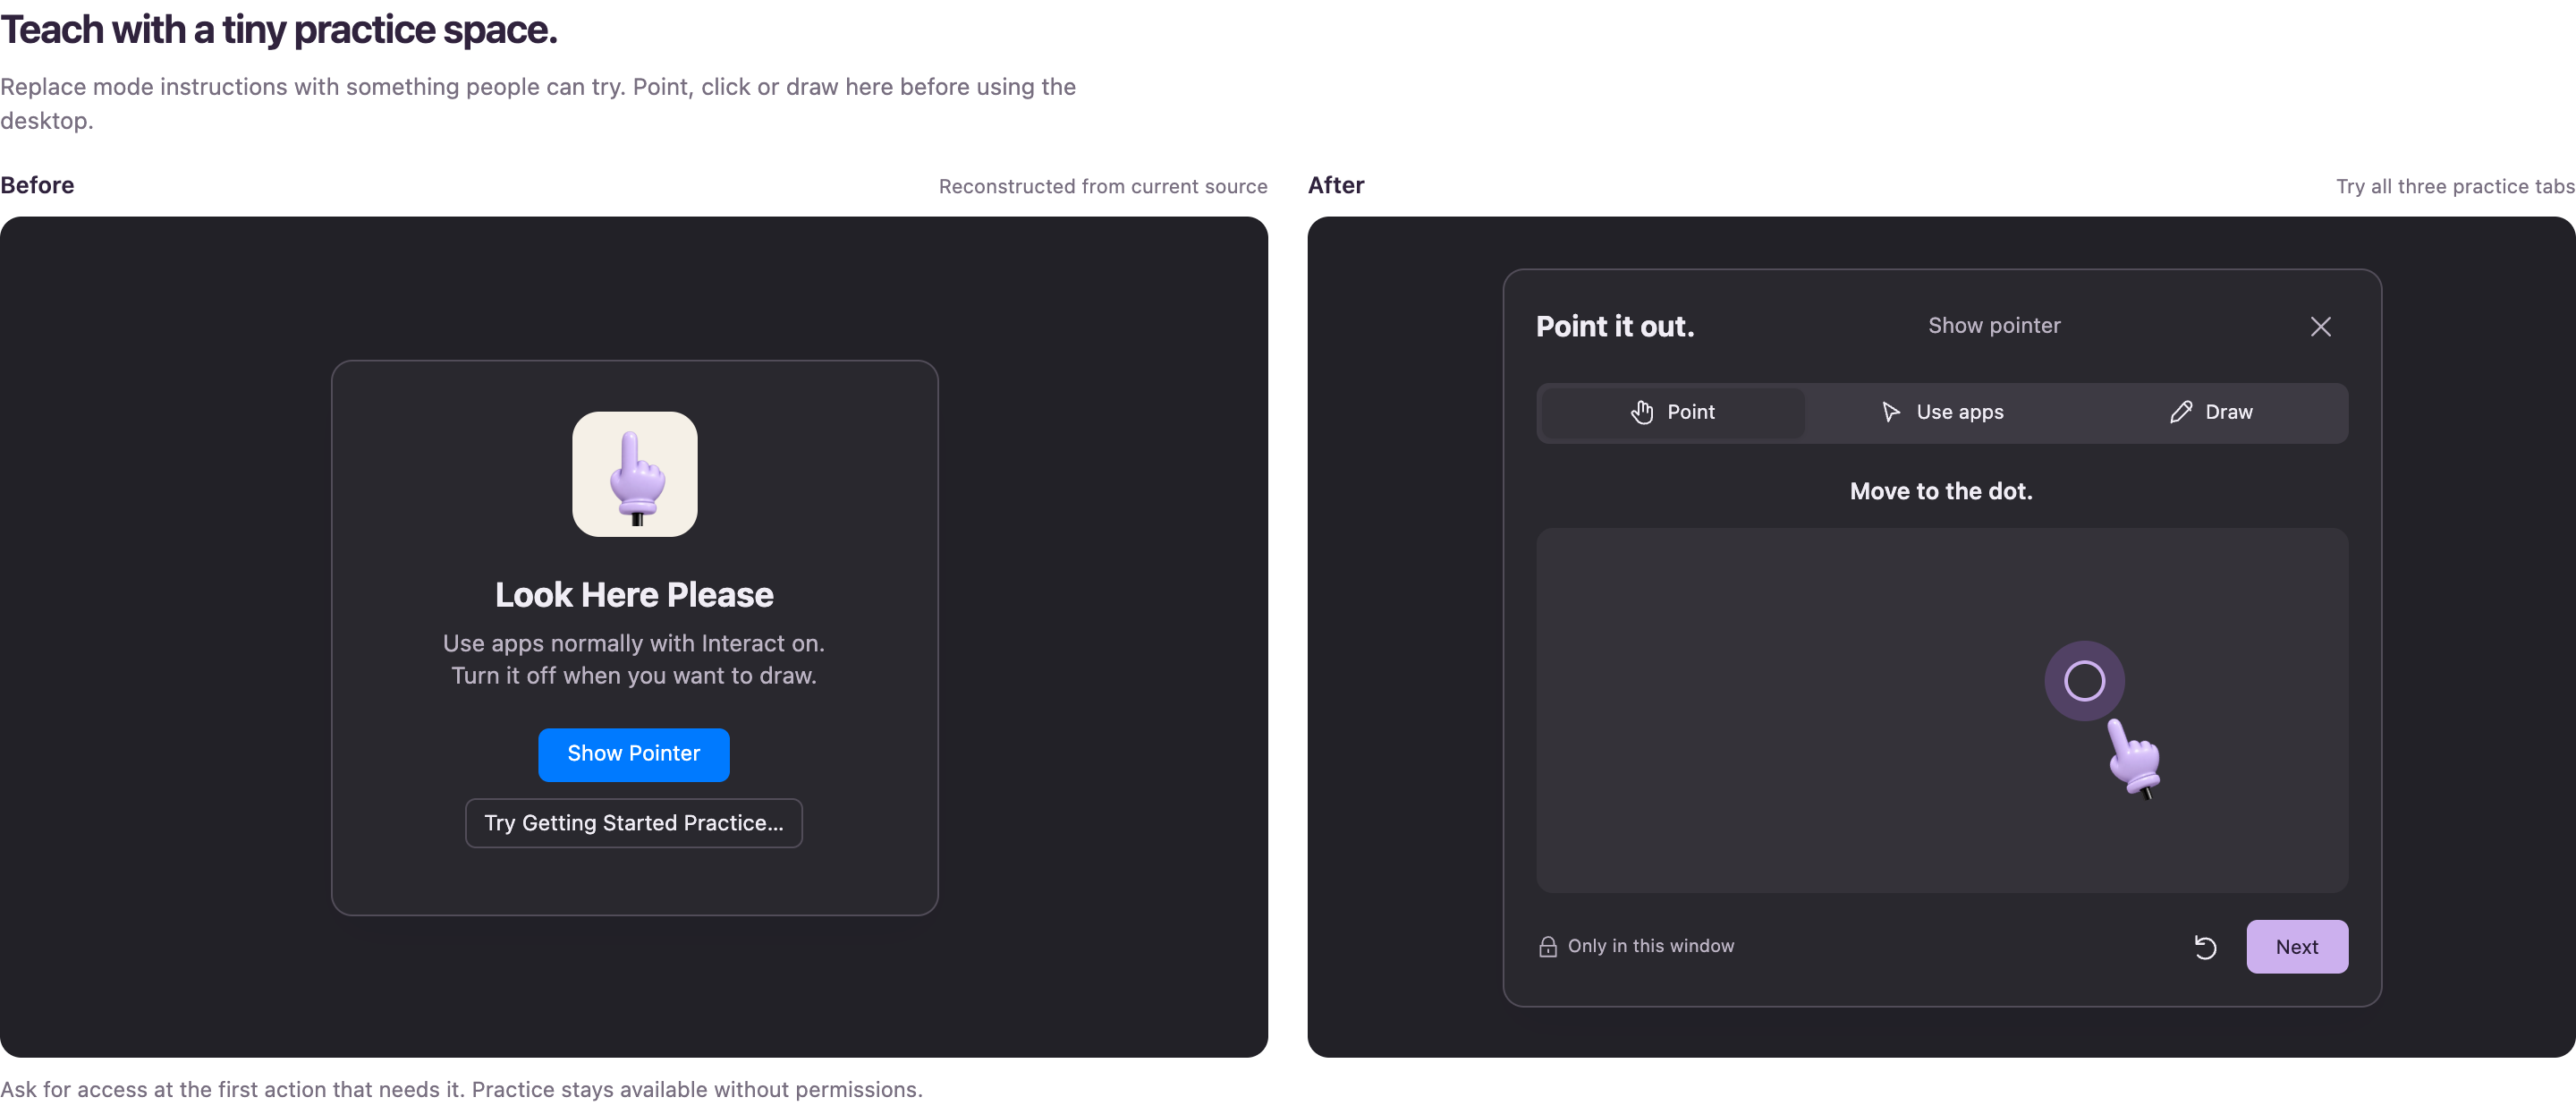 Teach with a tiny practice space.
Replace mode instructions with something people can try. Point, click or draw here before using the
desktop.
Before
Reconstructed from current source
Look Here Please
Use apps normally with Interact on.
Turn it off when you want to draw.
Show Pointer
Try Getting Started Practice...
After
Try all three practice tabs
Point it out.
Show pointer
Point
Use apps
Draw
Move to the dot.
Only in this window
Next
Ask for access at the first action that needs it. Practice stays available without permissions.